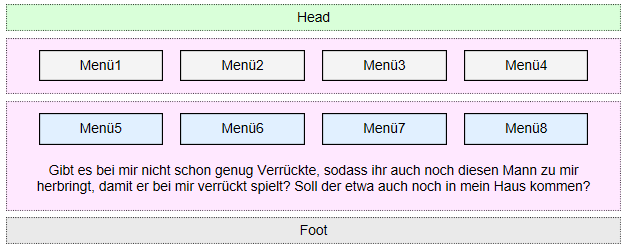 Head
Menü1 Menü2 Menü3 Menü4
Menü5 Menü6 Menü7 Menü8
Gibt es bei mir nicht schon genug Verrückte, sodass ihr auch noch diesen Mann zu mir
herbringt, damit er bei mir verrückt spielt? Soll der etwa auch noch in mein Haus kommen?
Foot